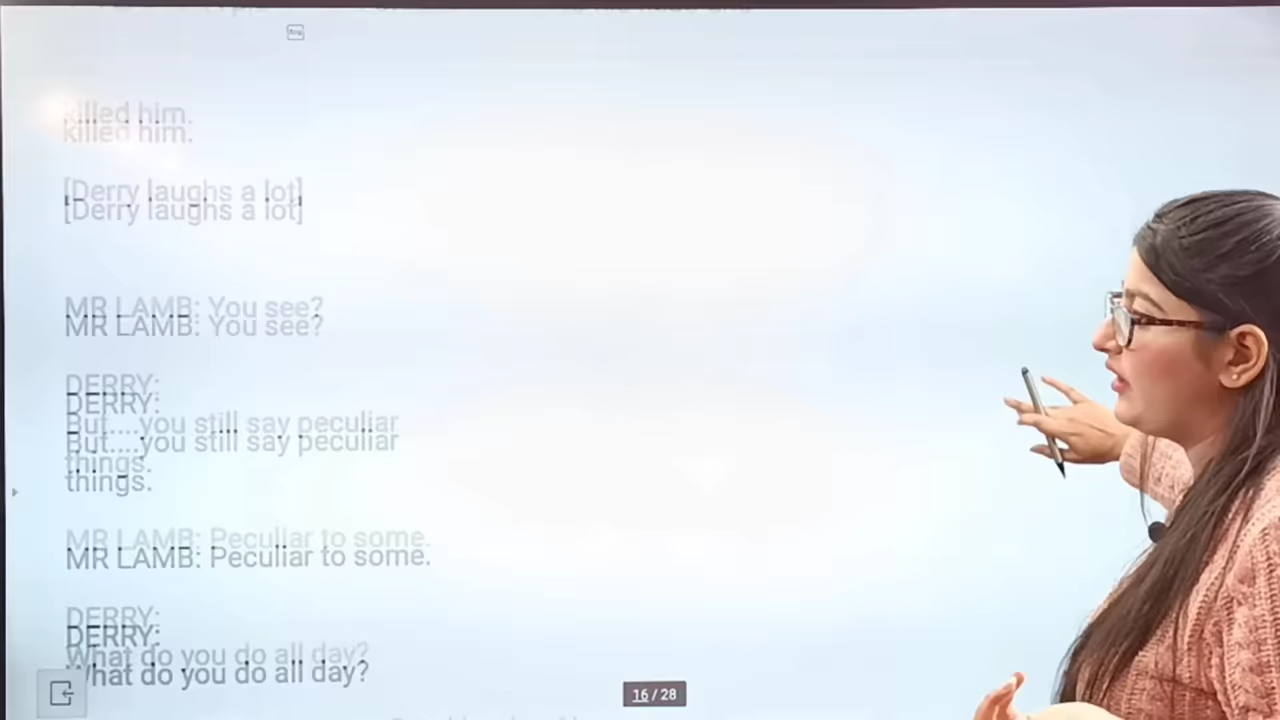 killed him.
[Derry laughs a lot]
MR LAMB: You see?
DERRY:
But....you still say peculiar
things.
MR LAMB: Peculiar to some.
DERRY:
What do you do all day?
16 / 28